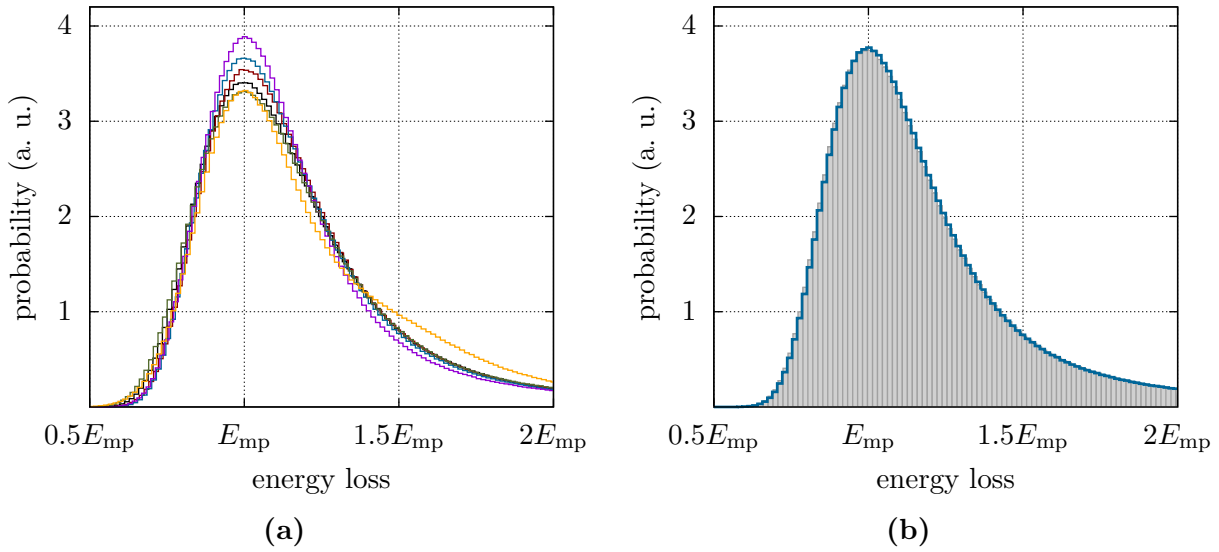 4
3
2
1
probability (a. u.)
0.5E_mp
E_mp
1.5E_mp
2E_mp
energy loss
(a)
4
3
2
1
probability (a. u.)
0.5E_mp
E_mp
1.5E_mp
2E_mp
energy loss
(b)